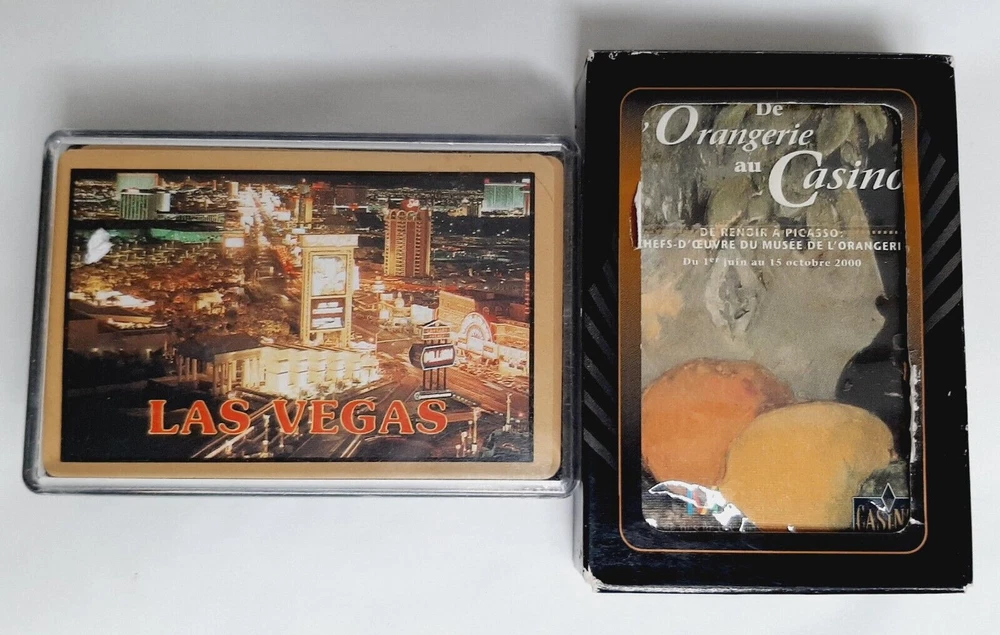 LAS VEGAS
De
l'Orangerie
au Casino
DE RENOIR À PICASSO:
CHEFS-D'ŒUVRE DU MUSÉE DE L'ORANGERI
Du 1er juin au 15 octobre 2000
CASIN